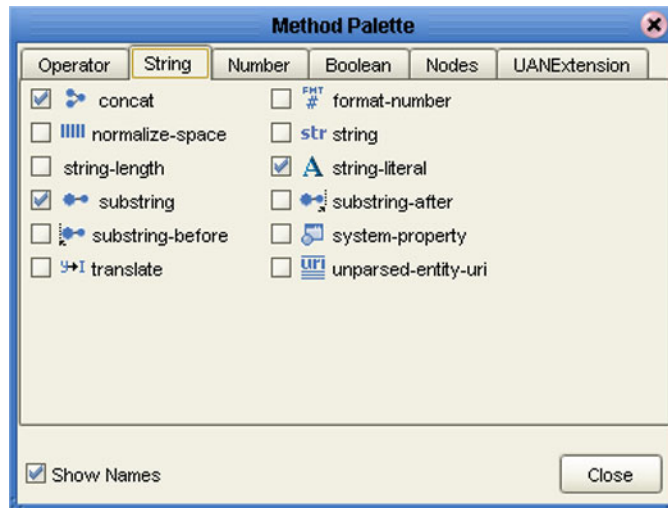 Method Palette
Operator String Number Boolean Nodes UANExtension
concat FMT # format-number
normalize-space str string
string-length A string-literal
substring substring-after
substring-before system-property
y→I translate uri unparsed-entity-uri
Show Names Close